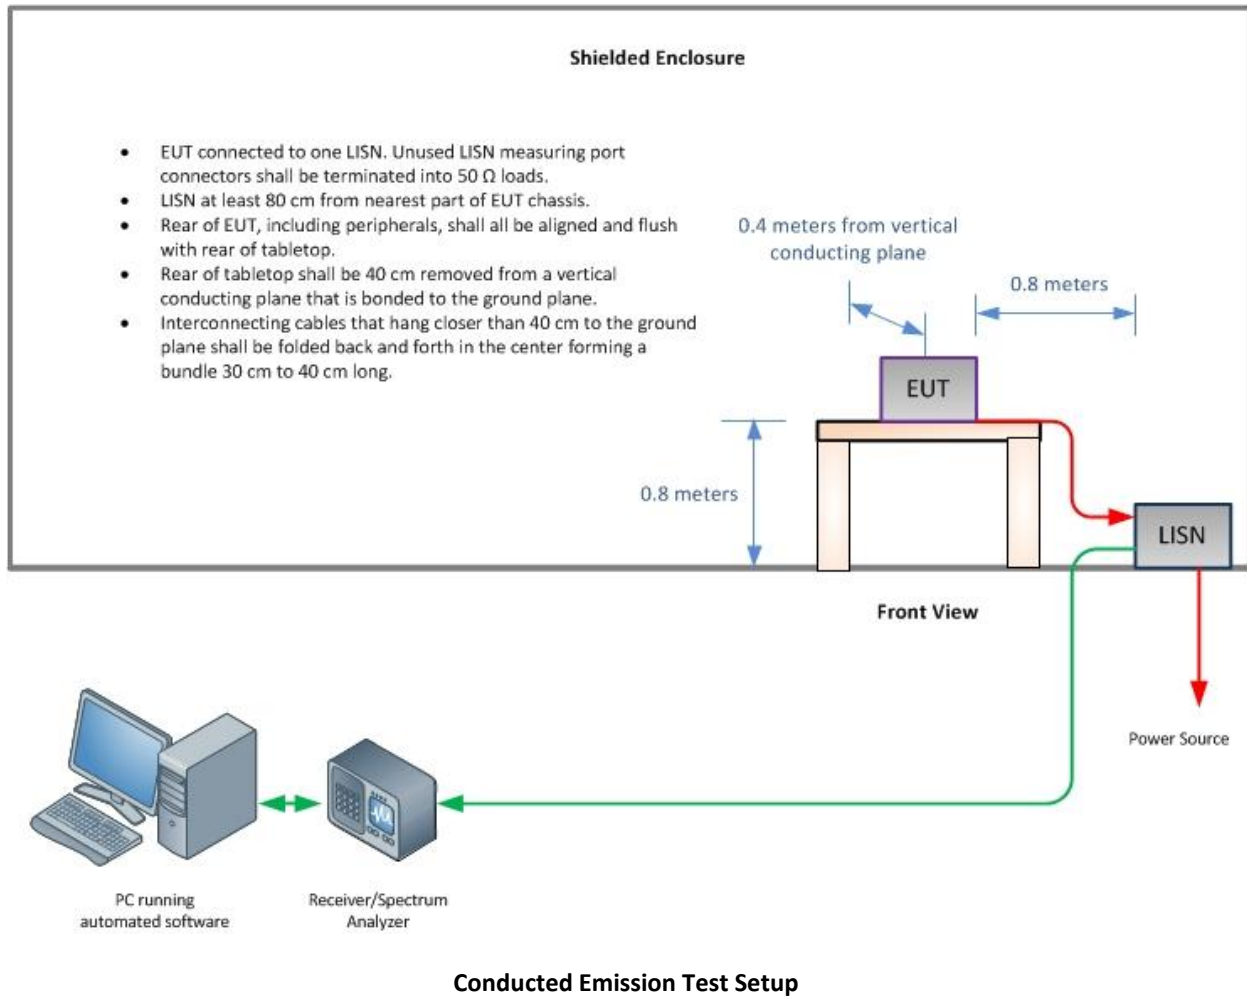 Shielded Enclosure
• EUT connected to one LISN. Unused LISN measuring port
connectors shall be terminated into 50 Ω loads.
• LISN at least 80 cm from nearest part of EUT chassis.
• Rear of EUT, including peripherals, shall all be aligned and flush
with rear of tabletop.
• Rear of tabletop shall be 40 cm removed from a vertical
conducting plane that is bonded to the ground plane.
• Interconnecting cables that hang closer than 40 cm to the ground
plane shall be folded back and forth in the center forming a
bundle 30 cm to 40 cm long.
0.4 meters from vertical
conducting plane
0.8 meters
EUT
0.8 meters
LISN
Front View
Power Source
PC running
automated software
Receiver/Spectrum
Analyzer
Conducted Emission Test Setup